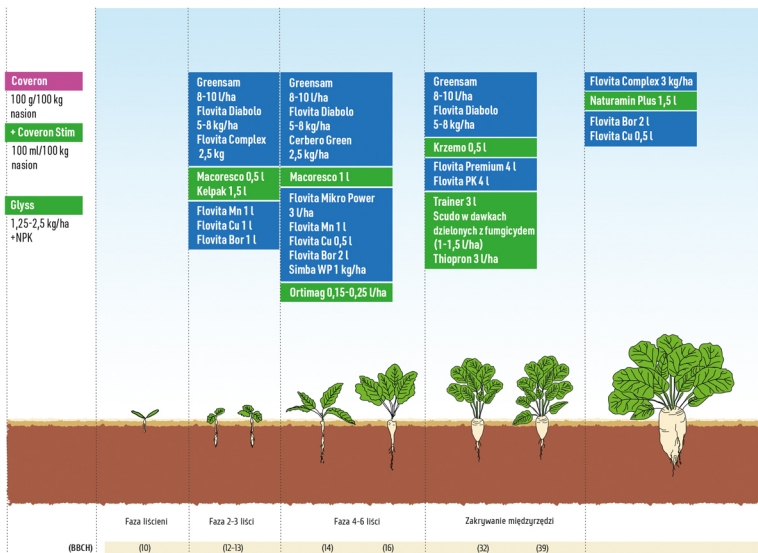 Coveron
100 g/100 kg
nasion
+ Coveron Stim
100 ml/100 kg
nasion
Glyss
1,25-2,5 kg/ha
+NPK
Greensam
8-10 l/ha
Flovita Diabolo
5-8 kg/ha
Flovita Complex
2,5 kg
Macoresco 0,5 l
Kelpak 1,5 l
Flovita Mn 1 l
Flovita Cu 1 l
Flovita Bor 1 l
Greensam
8-10 l/ha
Flovita Diabolo
5-8 kg/ha
Cerbero Green
2,5 kg/ha
Macoresco 1 l
Flovita Mikro Power
3 l/ha
Flovita Mn 1 l
Flovita Cu 0,5 l
Flovita Bor 2 l
Simba WP 1 kg/ha
Ortimag 0,15-0,25 l/ha
Greensam
8-10 l/ha
Flovita Diabolo
5-8 kg/ha
Krzemo 0,5 l
Flovita Premium 4 l
Flovita PK 4 l
Trainer 3 l
Scudo w dawkach
dzielonych z fumgicydem
(1-1,5 l/ha)
Thiopron 3 l/ha
Flovita Complex 3 kg/ha
Naturamin Plus 1,5 l
Flovita Bor 2 l
Flovita Cu 0,5 l
Faza liścieni
Faza 2-3 liści
Faza 4-6 liści
Zakrywanie międzyrzędzi
(BBCH)
(10)
(12-13)
(14)
(16)
(32)
(39)